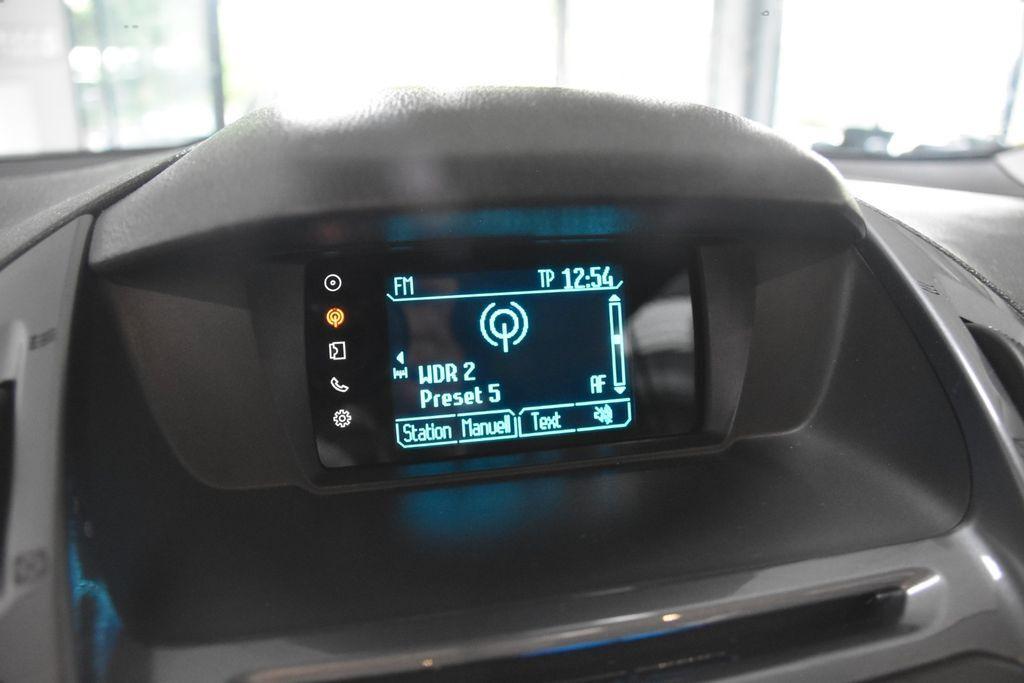 FM TP 12:54
WDR 2
Preset 5
AF
Station Manuell Text